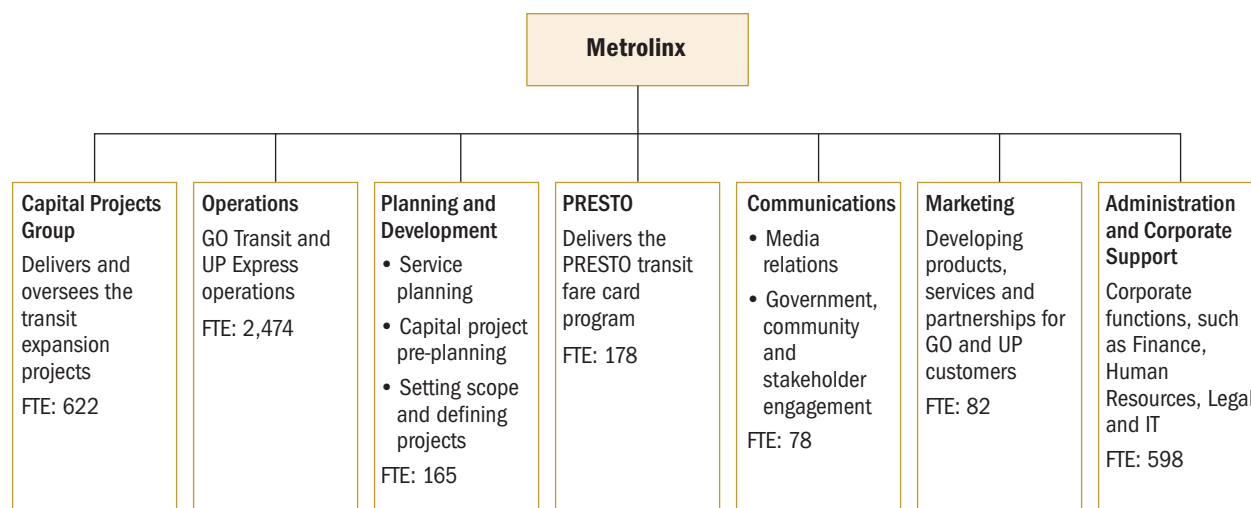 Metrolinx
Capital Projects
Group
Delivers and
oversees the
transit
expansion
projects
FTE: 622
Operations
GO Transit and
UP Express
operations
FTE: 2,474
Planning and
Development
• Service
planning
• Capital project
pre-planning
• Setting scope
and defining
projects
FTE: 165
PRESTO
Delivers the
PRESTO transit
fare card
program
FTE: 178
Communications
• Media
relations
• Government,
community
and
stakeholder
engagement
FTE: 78
Marketing
Developing
products,
services and
partnerships for
GO and UP
customers
FTE: 82
Administration
and Corporate
Support
Corporate
functions, such
as Finance,
Human
Resources, Legal
and IT
FTE: 598